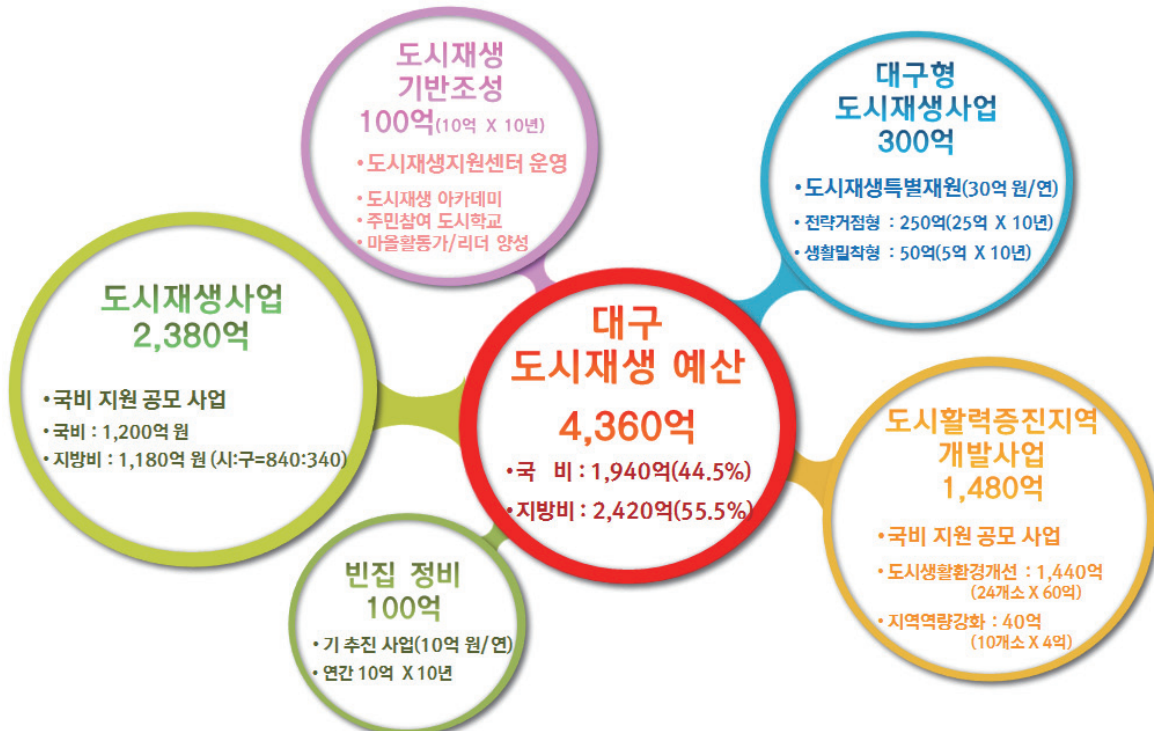 도시재생
기반조성
100억(10억 X 10년)
•도시재생지원센터 운영
•도시재생 아카데미
•주민참여 도시학교
•마을활동가/리더 양성
대구형
도시재생사업
300억
•도시재생특별재원(30억 원/연)
•전략거점형 : 250억(25억 X 10년)
•생활밀착형 : 50억(5억 X 10년)
도시재생사업
2,380억
•국비 지원 공모 사업
•국비 : 1,200억 원
•지방비 : 1,180억 원 (시:구=840:340)
대구
도시재생 예산
4,360억
•국 비 : 1,940억(44.5%)
•지방비 : 2,420억(55.5%)
도시활력증진지역
개발사업
1,480억
•국비 지원 공모 사업
•도시생활환경개선 : 1,440억
(24개소 X 60억)
•지역역량강화 : 40억
(10개소 X 4억)
빈집 정비
100억
•기 추진 사업(10억 원/연)
•연간 10억 X 10년